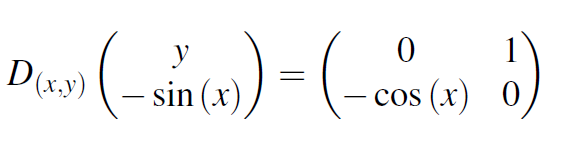 D_{(x,y)} \begin{pmatrix} y \\ -\sin(x) \end{pmatrix} = \begin{pmatrix} 0 & 1 \\ -\cos(x) & 0 \end{pmatrix}